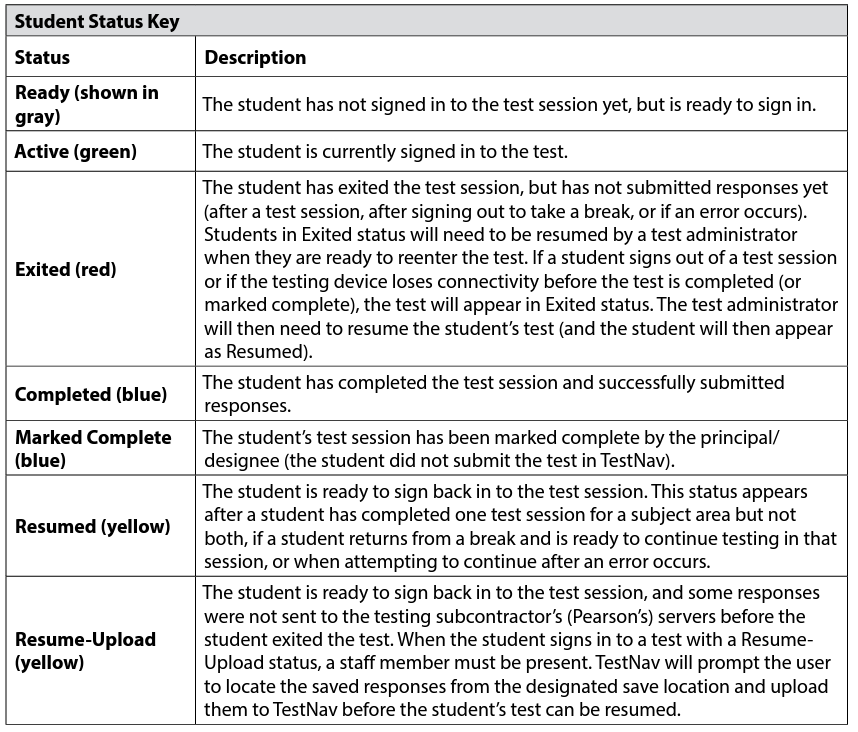 Student Status Key
Status
Description
Ready (shown in
gray)
The student has not signed in to the test session yet, but is ready to sign in.
Active (green)
The student is currently signed in to the test.
Exited (red)
The student has exited the test session, but has not submitted responses yet
(after a test session, after signing out to take a break, or if an error occurs).
Students in Exited status will need to be resumed by a test administrator
when they are ready to reenter the test. If a student signs out of a test session
or if the testing device loses connectivity before the test is completed (or
marked complete), the test will appear in Exited status. The test administrator
will then need to resume the student's test (and the student will then appear
as Resumed).
Completed (blue)
The student has completed the test session and successfully submitted
responses.
Marked Complete
(blue)
The student's test session has been marked complete by the principal/
designee (the student did not submit the test in TestNav).
Resumed (yellow)
The student is ready to sign back in to the test session. This status appears
after a student has completed one test session for a subject area but not
both, if a student returns from a break and is ready to continue testing in that
session, or when attempting to continue after an error occurs.
Resume-Upload
(yellow)
The student is ready to sign back in to the test session, and some responses
were not sent to the testing subcontractor's (Pearson's) servers before the
student exited the test. When the student signs in to a test with a Resume-
Upload status, a staff member must be present. TestNav will prompt the user
to locate the saved responses from the designated save location and upload
them to TestNav before the student's test can be resumed.